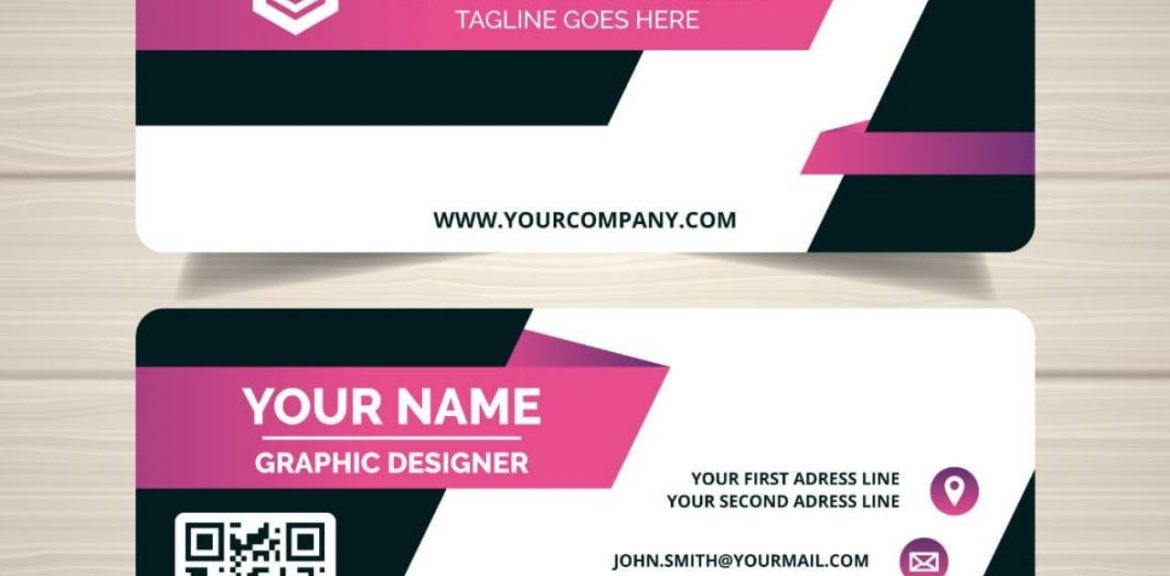 TAGLINE GOES HERE
WWW.YOURCOMPANY.COM
YOUR NAME
GRAPHIC DESIGNER
YOUR FIRST ADRESS LINE
YOUR SECOND ADRESS LINE
JOHN.SMITH@YOURMAIL.COM